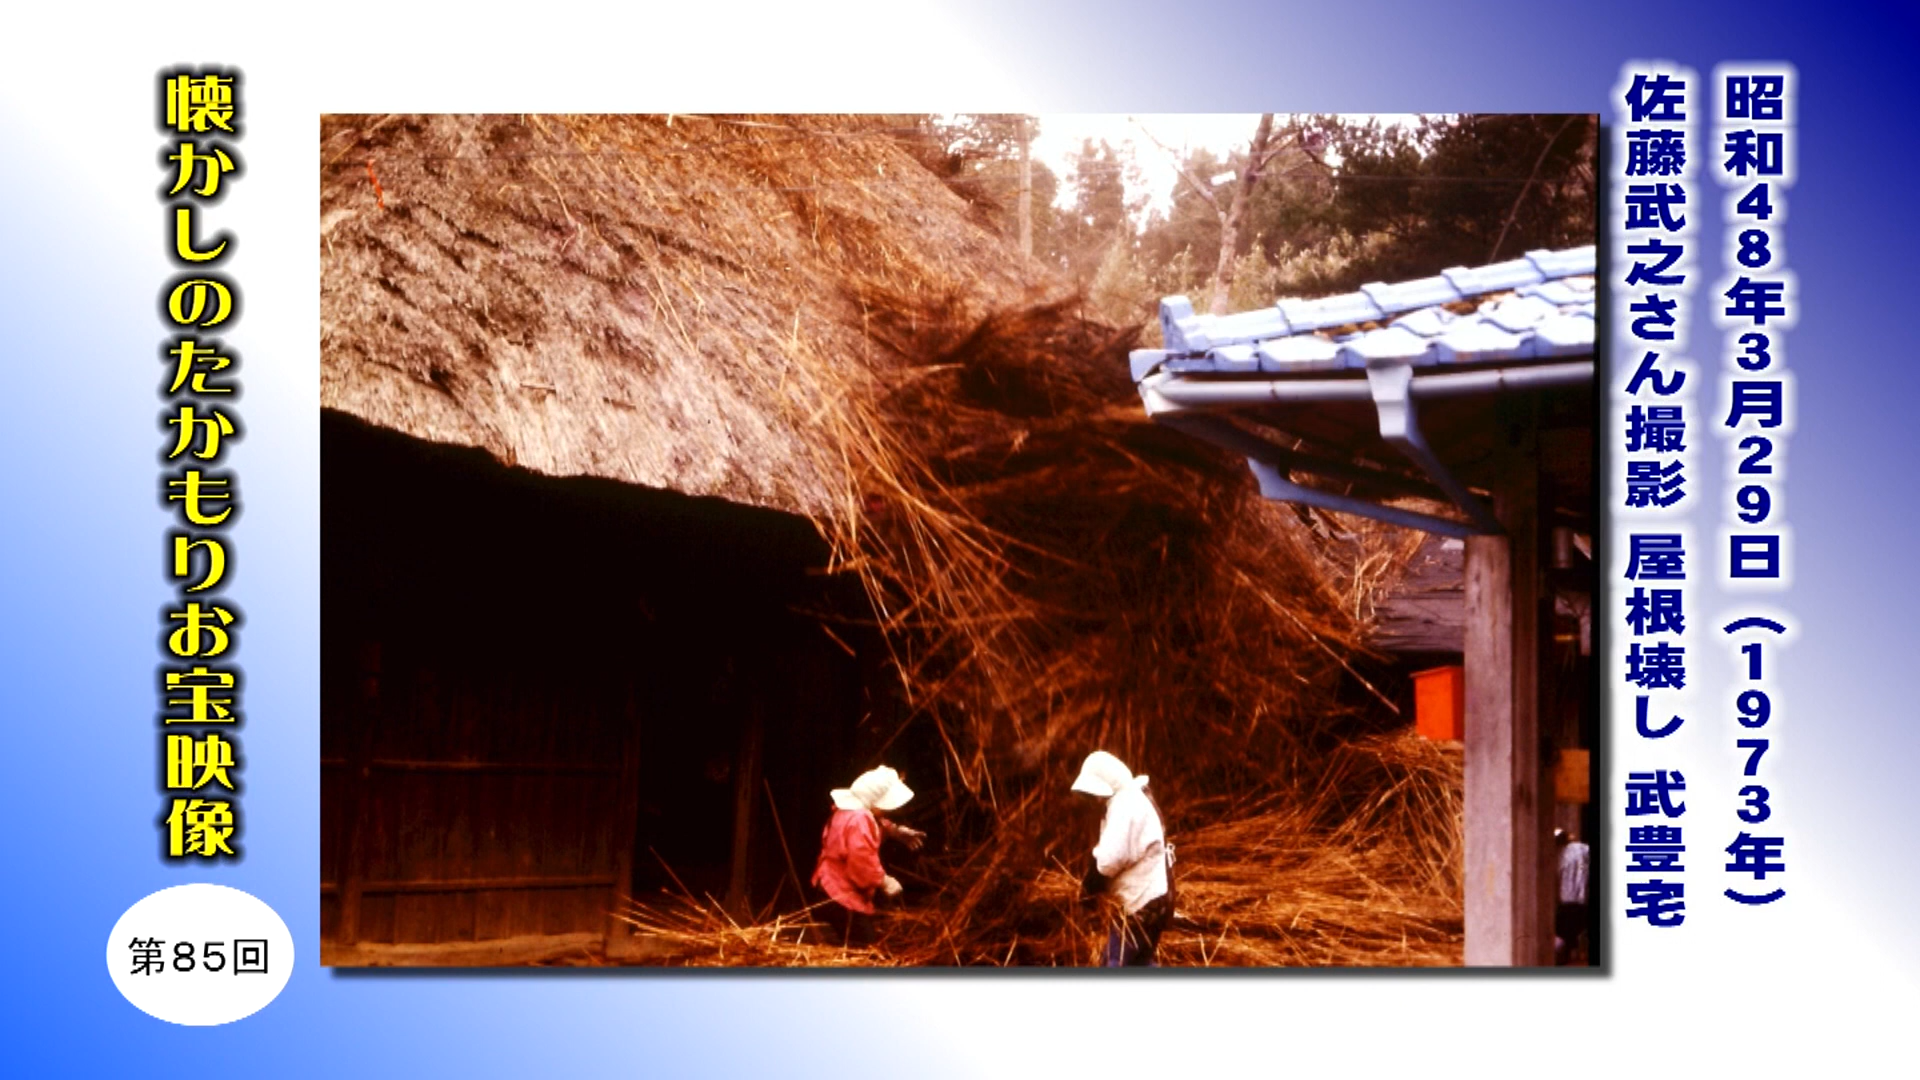 昭和48年3月29日(1973年)
佐藤武之さん撮影 屋根壊し 武豊宅
懐かしのたかもりお宝映像
第85回